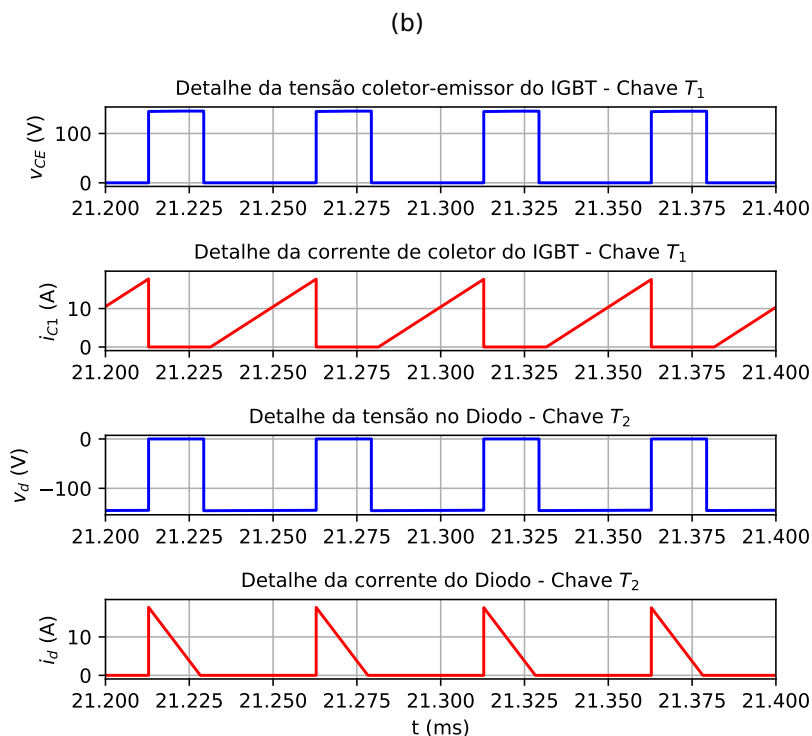 (b)
Detalhe da tensão coletor-emissor do IGBT - Chave T₁
v_CE (V)
100
0
21.200 21.225 21.250 21.275 21.300 21.325 21.350 21.375 21.400
Detalhe da corrente de coletor do IGBT - Chave T₁
i_C1 (A)
10
0
21.200 21.225 21.250 21.275 21.300 21.325 21.350 21.375 21.400
Detalhe da tensão no Diodo - Chave T₂
v_d (V)
0
−100
21.200 21.225 21.250 21.275 21.300 21.325 21.350 21.375 21.400
Detalhe da corrente do Diodo - Chave T₂
i_d (A)
10
0
21.200 21.225 21.250 21.275 21.300 21.325 21.350 21.375 21.400
t (ms)